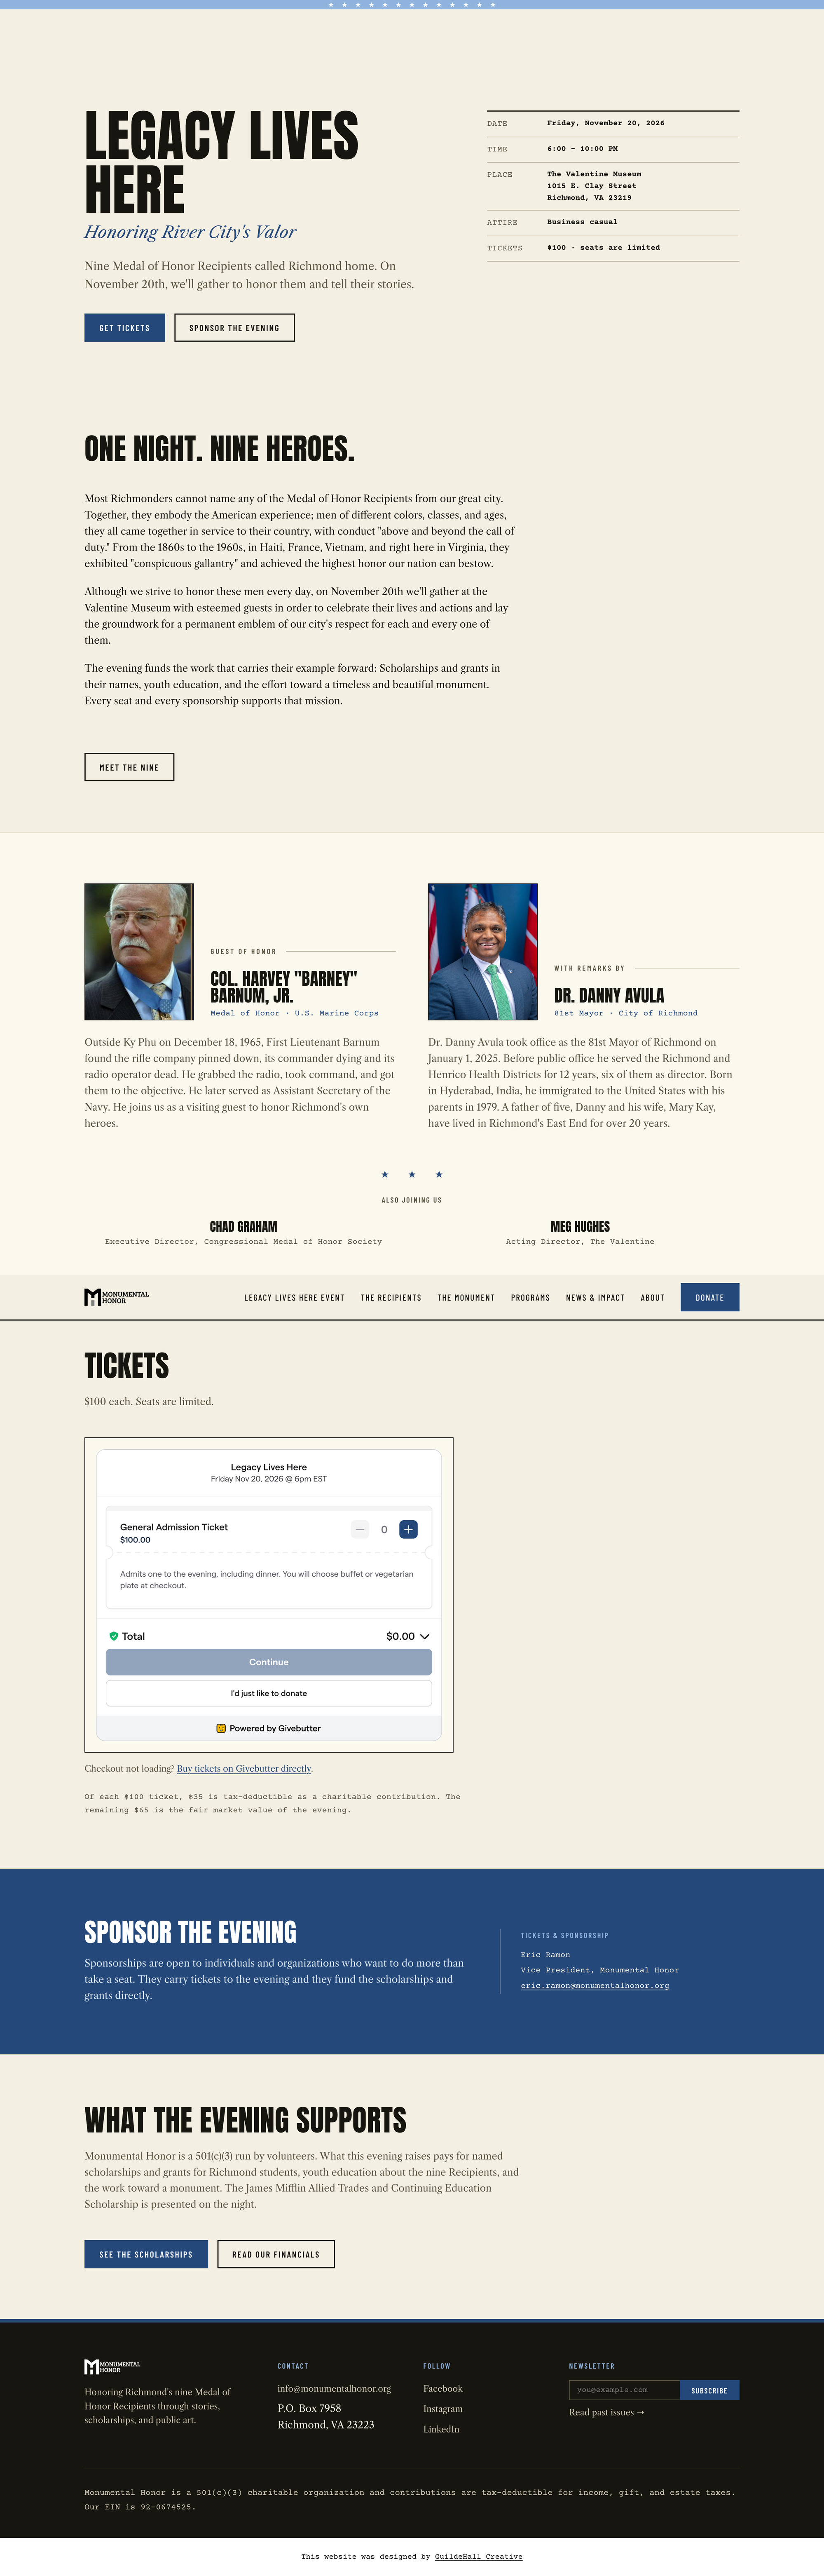 ★ ★ ★ ★ ★ ★ ★ ★ ★ ★ ★ ★ ★
LEGACY LIVES
HERE
Honoring River City's Valor
Nine Medal of Honor Recipients called Richmond home. On
November 20th, we'll gather to honor them and tell their stories.
GET TICKETS
SPONSOR THE EVENING
DATE Friday, November 20, 2026
TIME 6:00 – 10:00 PM
PLACE The Valentine Museum
1015 E. Clay Street
Richmond, VA 23219
ATTIRE Business casual
TICKETS $100 · seats are limited
ONE NIGHT. NINE HEROES.
Most Richmonders cannot name any of the Medal of Honor Recipients from our great city.
Together, they embody the American experience; men of different colors, classes, and ages,
they all came together in service to their country, with conduct "above and beyond the call of
duty." From the 1860s to the 1960s, in Haiti, France, Vietnam, and right here in Virginia, they
exhibited "conspicuous gallantry" and achieved the highest honor our nation can bestow.
Although we strive to honor these men every day, on November 20th we'll gather at the
Valentine Museum with esteemed guests in order to celebrate their lives and actions and lay
the groundwork for a permanent emblem of our city's respect for each and every one of
them.
The evening funds the work that carries their example forward: Scholarships and grants in
their names, youth education, and the effort toward a timeless and beautiful monument.
Every seat and every sponsorship supports that mission.
MEET THE NINE
GUEST OF HONOR
COL. HARVEY "BARNEY"
BARNUM, JR.
Medal of Honor · U.S. Marine Corps
Outside Ky Phu on December 18, 1965, First Lieutenant Barnum
found the rifle company pinned down, its commander dying and its
radio operator dead. He grabbed the radio, took command, and got
them to the objective. He later served as Assistant Secretary of the
Navy. He joins us as a visiting guest to honor Richmond's own
heroes.
WITH REMARKS BY
DR. DANNY AVULA
81st Mayor · City of Richmond
Dr. Danny Avula took office as the 81st Mayor of Richmond on
January 1, 2025. Before public office he served the Richmond and
Henrico Health Districts for 12 years, six of them as director. Born
in Hyderabad, India, he immigrated to the United States with his
parents in 1979. A father of five, Danny and his wife, Mary Kay,
have lived in Richmond's East End for over 20 years.
★ ★ ★
ALSO JOINING US
CHAD GRAHAM
Executive Director, Congressional Medal of Honor Society
MEG HUGHES
Acting Director, The Valentine
MONUMENTAL
HONOR
LEGACY LIVES HERE EVENT THE RECIPIENTS THE MONUMENT PROGRAMS NEWS & IMPACT ABOUT DONATE
TICKETS
$100 each. Seats are limited.
Legacy Lives Here
Friday Nov 20, 2026 @ 6pm EST
General Admission Ticket
$100.00
0
Admits one to the evening, including dinner. You will choose buffet or vegetarian
plate at checkout.
Total $0.00
Continue
I'd just like to donate
Powered by Givebutter
Checkout not loading? Buy tickets on Givebutter directly.
Of each $100 ticket, $35 is tax-deductible as a charitable contribution. The
remaining $65 is the fair market value of the evening.
SPONSOR THE EVENING
Sponsorships are open to individuals and organizations who want to do more than
take a seat. They carry tickets to the evening and they fund the scholarships and
grants directly.
TICKETS & SPONSORSHIP
Eric Ramon
Vice President, Monumental Honor
eric.ramon@monumentalhonor.org
WHAT THE EVENING SUPPORTS
Monumental Honor is a 501(c)(3) run by volunteers. What this evening raises pays for named
scholarships and grants for Richmond students, youth education about the nine Recipients, and
the work toward a monument. The James Mifflin Allied Trades and Continuing Education
Scholarship is presented on the night.
SEE THE SCHOLARSHIPS
READ OUR FINANCIALS
MONUMENTAL
HONOR
Honoring Richmond's nine Medal of
Honor Recipients through stories,
scholarships, and public art.
CONTACT
info@monumentalhonor.org
P.O. Box 7958
Richmond, VA 23223
FOLLOW
Facebook
Instagram
LinkedIn
NEWSLETTER
you@example.com
SUBSCRIBE
Read past issues →
Monumental Honor is a 501(c)(3) charitable organization and contributions are tax-deductible for income, gift, and estate taxes.
Our EIN is 92-0674525.
This website was designed by GuildeHall Creative